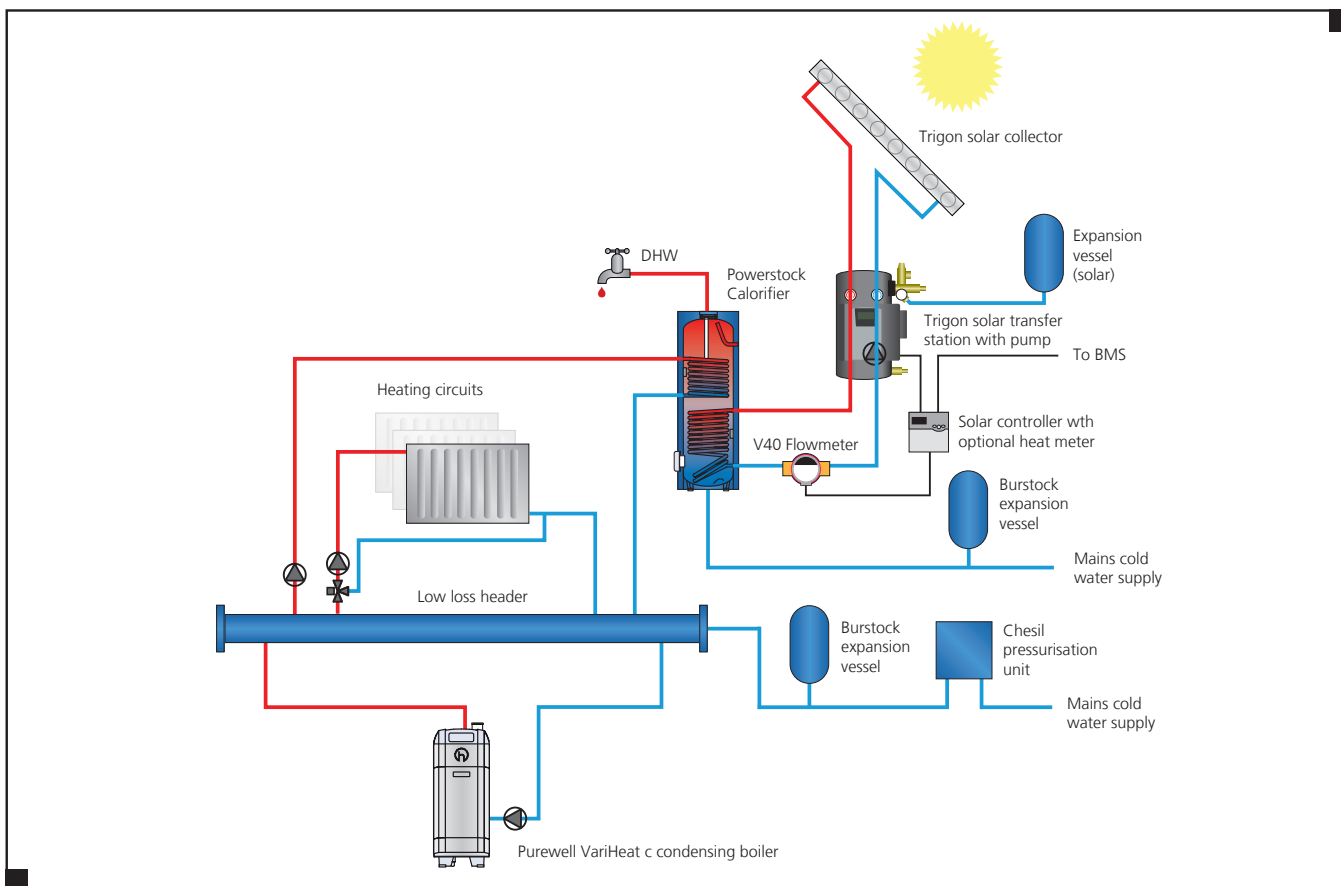 Trigon solar collector
Expansion
vessel
(solar)
DHW
Powerstock
Calorifier
Trigon solar transfer
station with pump
To BMS
Heating circuits
Solar controller wth
optional heat meter
V40 Flowmeter
Burstock
expansion
vessel
Mains cold
water supply
Low loss header
Burstock
expansion
vessel
Chesil
pressurisation
unit
Mains cold
water supply
Purewell VariHeat c condensing boiler